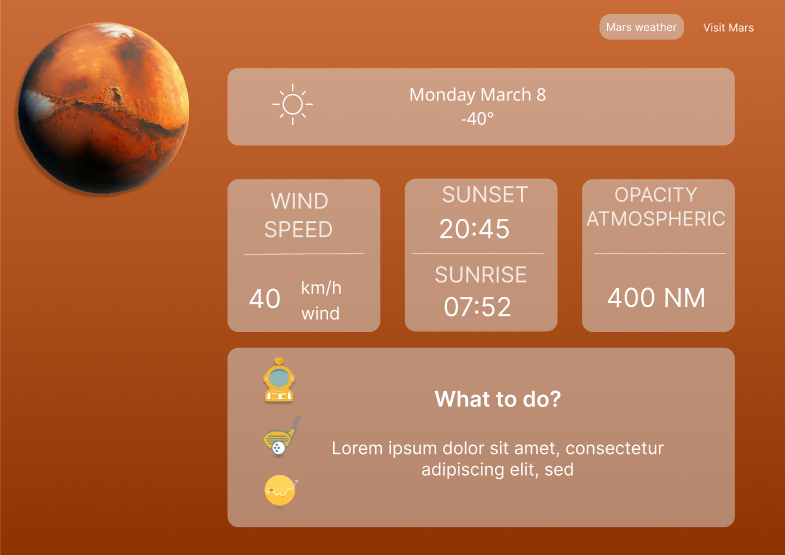 Mars weather
Visit Mars
Monday March 8
-40°
WIND
SPEED
40
km/h
wind
SUNSET
20:45
SUNRISE
07:52
OPACITY
ATMOSPHERIC
400 NM
What to do?
Lorem ipsum dolor sit amet, consectetur
adipiscing elit, sed